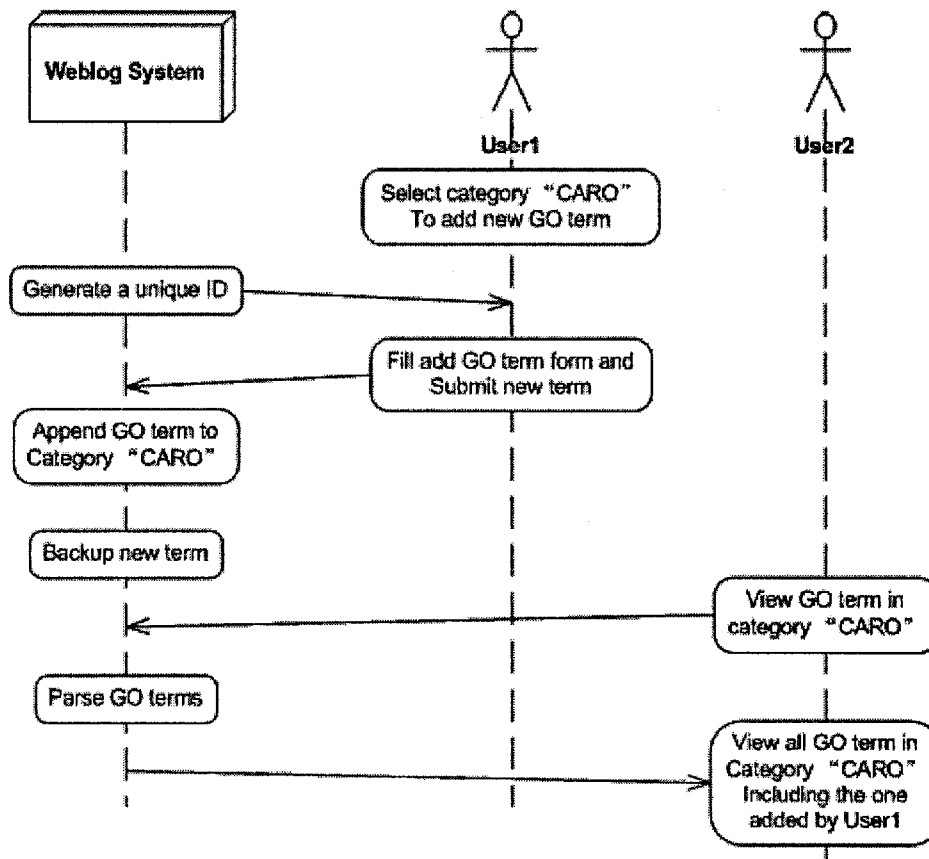 Weblog System
User1
User2
Select category “CARO”
To add new GO term
Generate a unique ID
Fill add GO term form and
Submit new term
Append GO term to
Category “CARO”
Backup new term
View GO term in
category “CARO”
Parse GO terms
View all GO term in
Category “CARO”
Including the one
added by User1